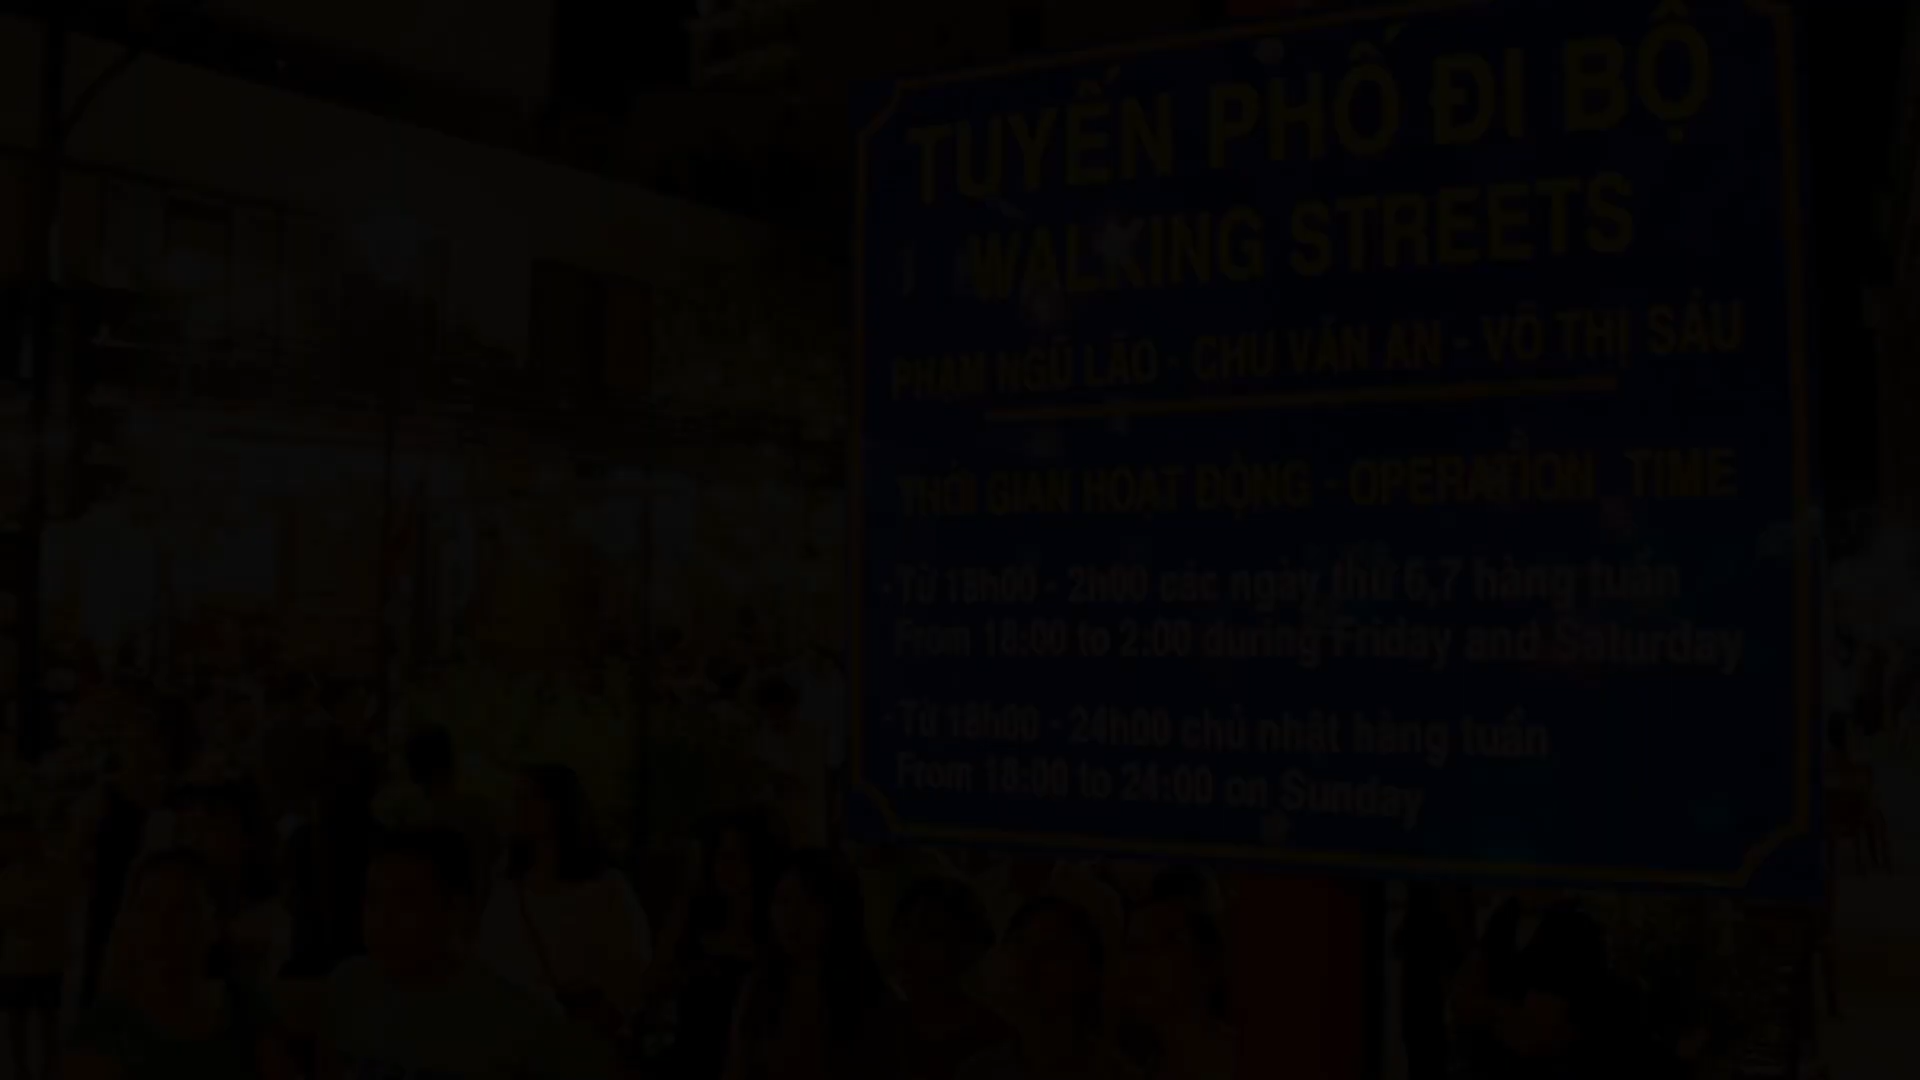 TUYẾN PHỐ ĐI BỘ
WALKING STREETS
PHẠM NGŨ LÃO - CHU VĂN AN - VÕ THỊ SÁU
THỜI GIAN HOẠT ĐỘNG - OPERATION TIME
- Từ 18h00 - 2h00 các ngày thứ 6,7 hàng tuần
From 18:00 to 2:00 during Friday and Saturday
- Từ 18h00 - 24h00 chủ nhật hàng tuần
From 18:00 to 24:00 on Sunday